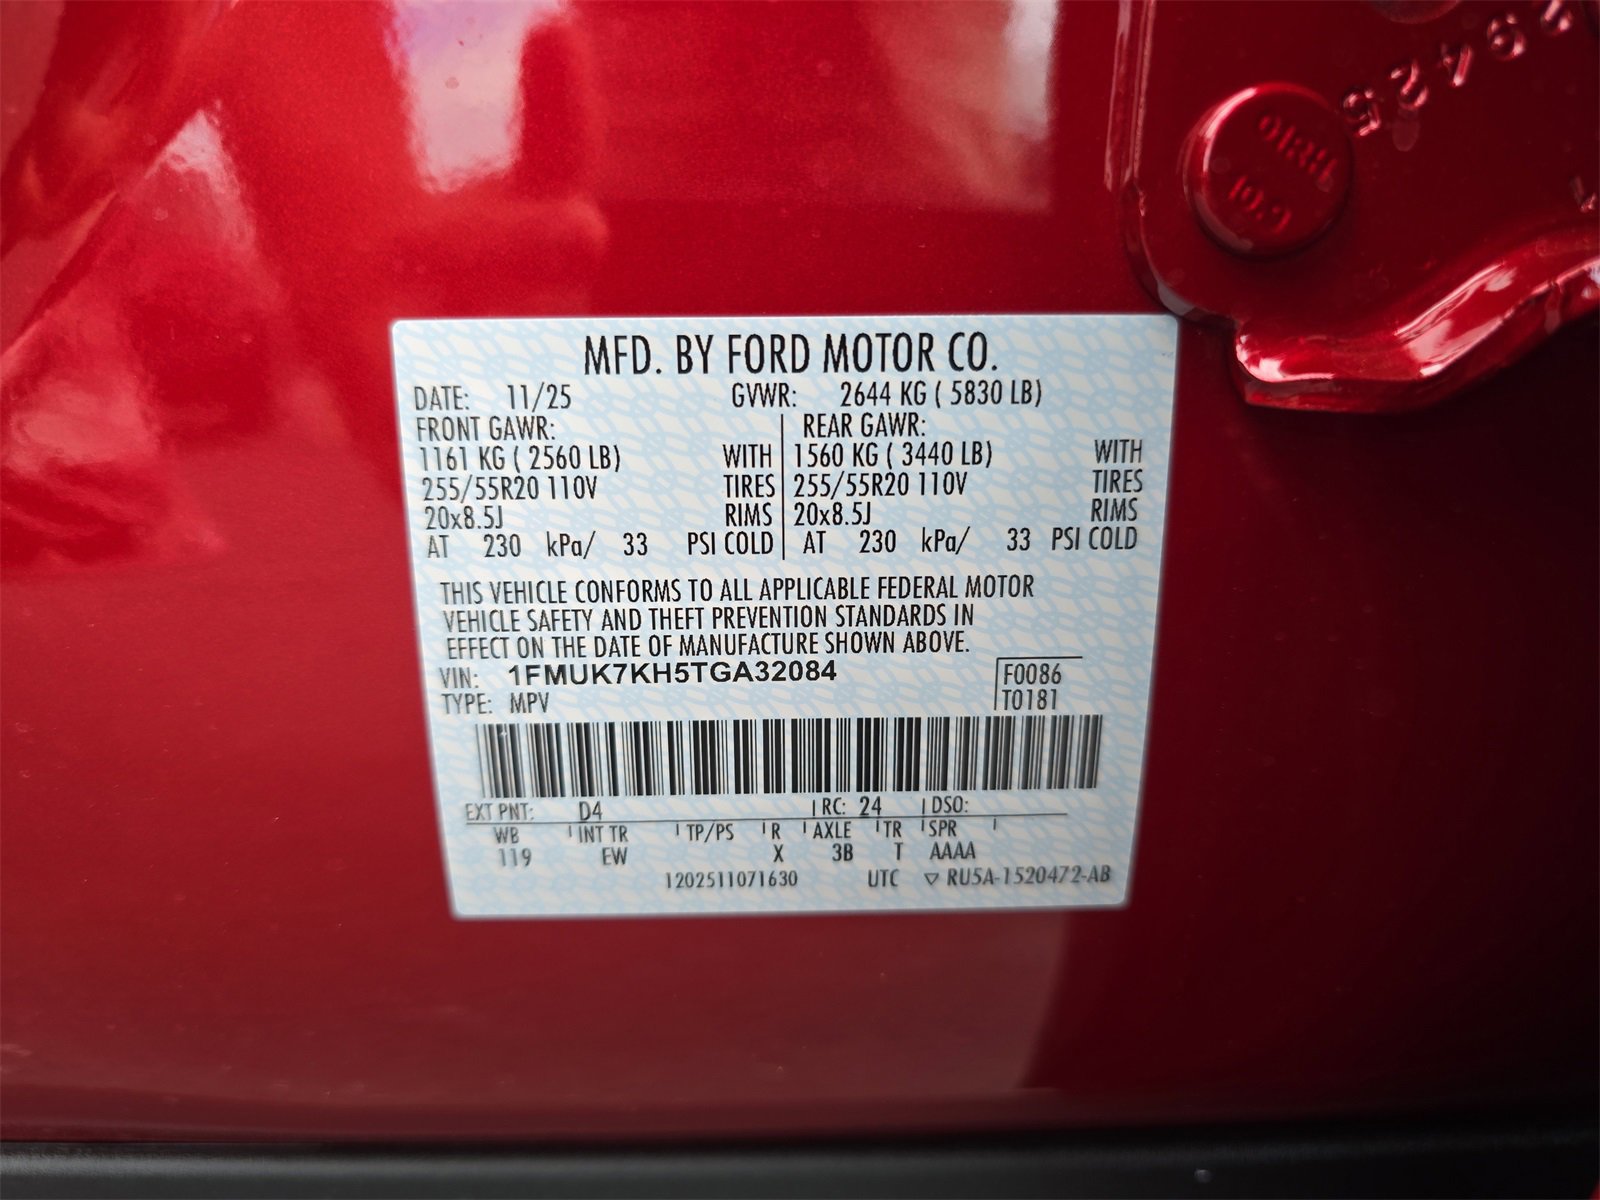 39425
MFD. BY FORD MOTOR CO.
DATE: 11/25 GVWR: 2644 KG ( 5830 LB)
FRONT GAWR: REAR GAWR:
1161 KG ( 2560 LB) WITH 1560 KG ( 3440 LB) WITH
255/55R20 110V TIRES 255/55R20 110V TIRES
20x8.5J RIMS 20x8.5J RIMS
AT 230 kPa/ 33 PSI COLD AT 230 kPa/ 33 PSI COLD
THIS VEHICLE CONFORMS TO ALL APPLICABLE FEDERAL MOTOR
VEHICLE SAFETY AND THEFT PREVENTION STANDARDS IN
EFFECT ON THE DATE OF MANUFACTURE SHOWN ABOVE.
VIN: 1FMUK7KH5TGA32084 F0086
TYPE: MPV T0181
EXT PNT: D4 RC: 24 DSO:
WB INT TR TP/PS R AXLE TR SPR
119 EW X 3B T AAAA
1202511071630 UTC ▽ RU5A-1520472-AB